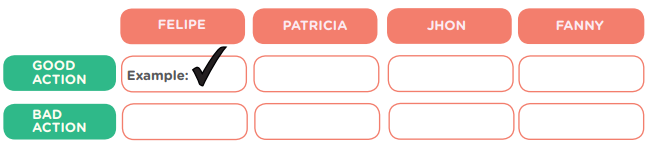 FELIPE PATRICIA JHON FANNY
GOOD
ACTION
Example:
BAD
ACTION